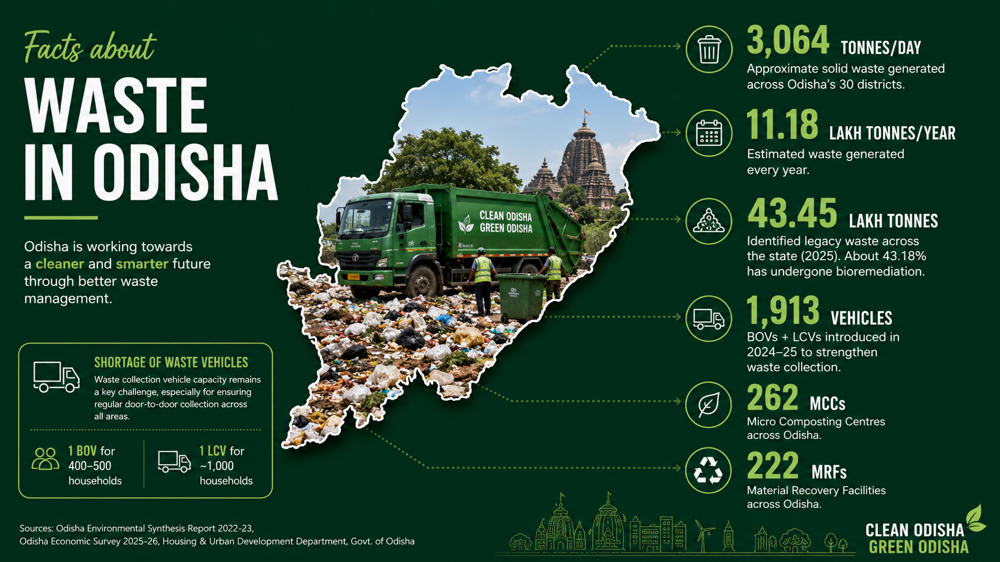 Facts about
WASTE
IN ODISHA
Odisha is working towards
a cleaner and smarter future
through better waste
management.
SHORTAGE OF WASTE VEHICLES
Waste collection vehicle capacity remains
a key challenge, especially for ensuring
regular door-to-door collection across
all areas.
1 BOV for
400–500
households
1 LCV for
~1,000
households
Sources: Odisha Environmental Synthesis Report 2022-23,
Odisha Economic Survey 2025-26, Housing & Urban Development Department, Govt. of Odisha
CLEAN ODISHA
GREEN ODISHA
3,064 TONNES/DAY
Approximate solid waste generated
across Odisha's 30 districts.
11.18 LAKH TONNES/YEAR
Estimated waste generated
every year.
43.45 LAKH TONNES
Identified legacy waste across
the state (2025). About 43.18%
has undergone bioremediation.
1,913 VEHICLES
BOVs + LCVs introduced in
2024–25 to strengthen
waste collection.
262 MCCs
Micro Composting Centres
across Odisha.
222 MRFs
Material Recovery Facilities
across Odisha.
CLEAN ODISHA
GREEN ODISHA